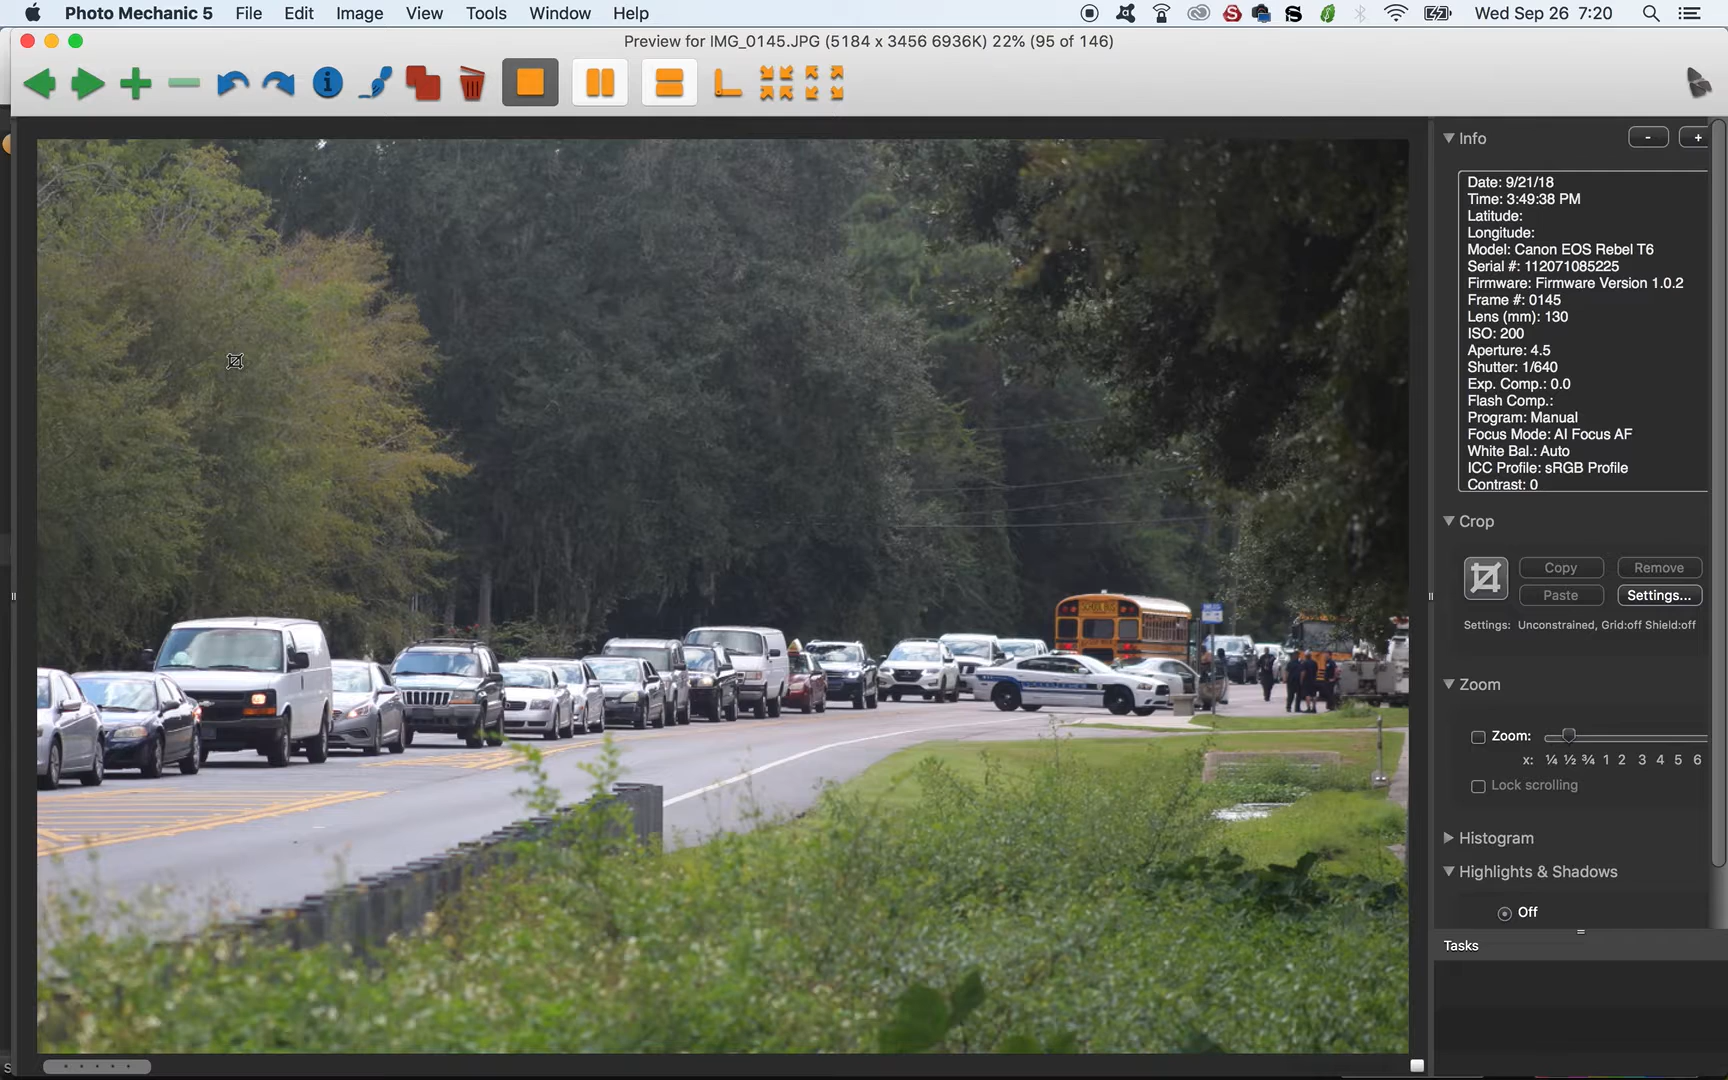 Photo Mechanic 5 File Edit Image View Tools Window Help Wed Sep 26 7:20
Preview for IMG_0145.JPG (5184 x 3456 6936K) 22% (95 of 146)
Info - +
Date: 9/21/18
Time: 3:49:38 PM
Latitude:
Longitude:
Model: Canon EOS Rebel T6
Serial #: 112071085225
Firmware: Firmware Version 1.0.2
Frame #: 0145
Lens (mm): 130
ISO: 200
Aperture: 4.5
Shutter: 1/640
Exp. Comp.: 0.0
Flash Comp.:
Program: Manual
Focus Mode: AI Focus AF
White Bal.: Auto
ICC Profile: sRGB Profile
Contrast: 0
Crop
Copy Remove
Paste Settings...
Settings: Unconstrained, Grid:off Shield:off
SCHOOL BUS
Zoom
Zoom:
x: ¼ ½ ¾ 1 2 3 4 5 6
Lock scrolling
Histogram
Highlights & Shadows
Off
Tasks